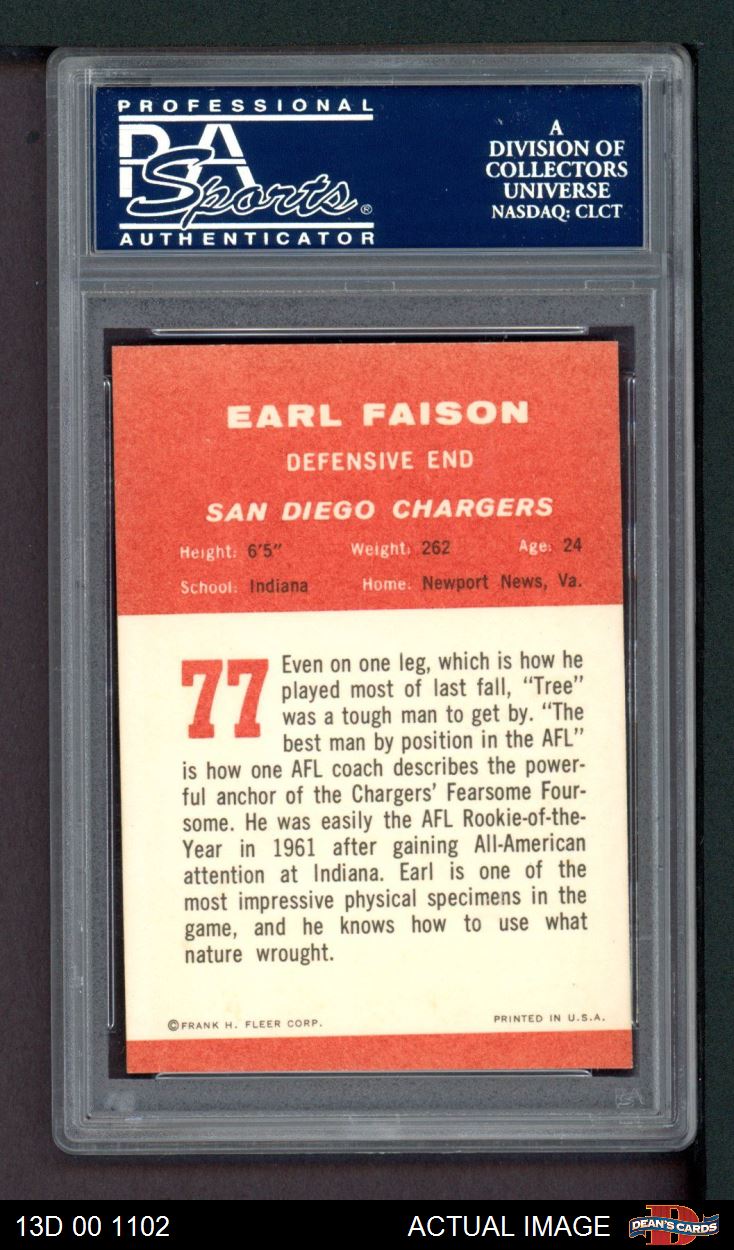 PROFESSIONAL
PSA
Sports®
AUTHENTICATOR
A
DIVISION OF
COLLECTORS
UNIVERSE
NASDAQ: CLCT
EARL FAISON
DEFENSIVE END
SAN DIEGO CHARGERS
Height: 6'5" Weight: 262 Age: 24
School: Indiana Home: Newport News, Va.
77
Even on one leg, which is how he
played most of last fall, "Tree"
was a tough man to get by. "The
best man by position in the AFL"
is how one AFL coach describes the power-
ful anchor of the Chargers' Fearsome Four-
some. He was easily the AFL Rookie-of-the-
Year in 1961 after gaining All-American
attention at Indiana. Earl is one of the
most impressive physical specimens in the
game, and he knows how to use what
nature wrought.
©FRANK H. FLEER CORP. PRINTED IN U.S.A.
13D 00 1102 ACTUAL IMAGE DEAN'S CARDS